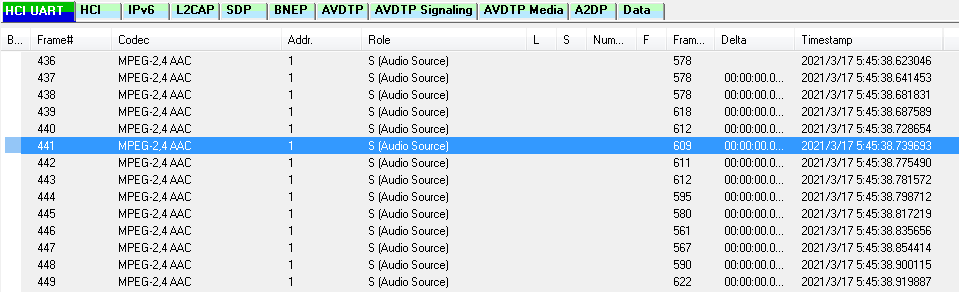 HCI UART HCI IPv6 L2CAP SDP BNEP AVDTP AVDTP Signaling AVDTP Media A2DP Data
B... Frame# Codec Addr. Role L S Num... F Fram... Delta Timestamp
436 MPEG-2,4 AAC 1 S (Audio Source) 578 2021/3/17 5:45:38.623046
437 MPEG-2,4 AAC 1 S (Audio Source) 578 00:00:00.0... 2021/3/17 5:45:38.641453
438 MPEG-2,4 AAC 1 S (Audio Source) 578 00:00:00.0... 2021/3/17 5:45:38.681831
439 MPEG-2,4 AAC 1 S (Audio Source) 618 00:00:00.0... 2021/3/17 5:45:38.687589
440 MPEG-2,4 AAC 1 S (Audio Source) 612 00:00:00.0... 2021/3/17 5:45:38.728654
441 MPEG-2,4 AAC 1 S (Audio Source) 609 00:00:00.0... 2021/3/17 5:45:38.739693
442 MPEG-2,4 AAC 1 S (Audio Source) 611 00:00:00.0... 2021/3/17 5:45:38.775490
443 MPEG-2,4 AAC 1 S (Audio Source) 612 00:00:00.0... 2021/3/17 5:45:38.781572
444 MPEG-2,4 AAC 1 S (Audio Source) 595 00:00:00.0... 2021/3/17 5:45:38.798712
445 MPEG-2,4 AAC 1 S (Audio Source) 580 00:00:00.0... 2021/3/17 5:45:38.817219
446 MPEG-2,4 AAC 1 S (Audio Source) 561 00:00:00.0... 2021/3/17 5:45:38.835656
447 MPEG-2,4 AAC 1 S (Audio Source) 567 00:00:00.0... 2021/3/17 5:45:38.854414
448 MPEG-2,4 AAC 1 S (Audio Source) 590 00:00:00.0... 2021/3/17 5:45:38.900115
449 MPEG-2,4 AAC 1 S (Audio Source) 622 00:00:00.0... 2021/3/17 5:45:38.919887